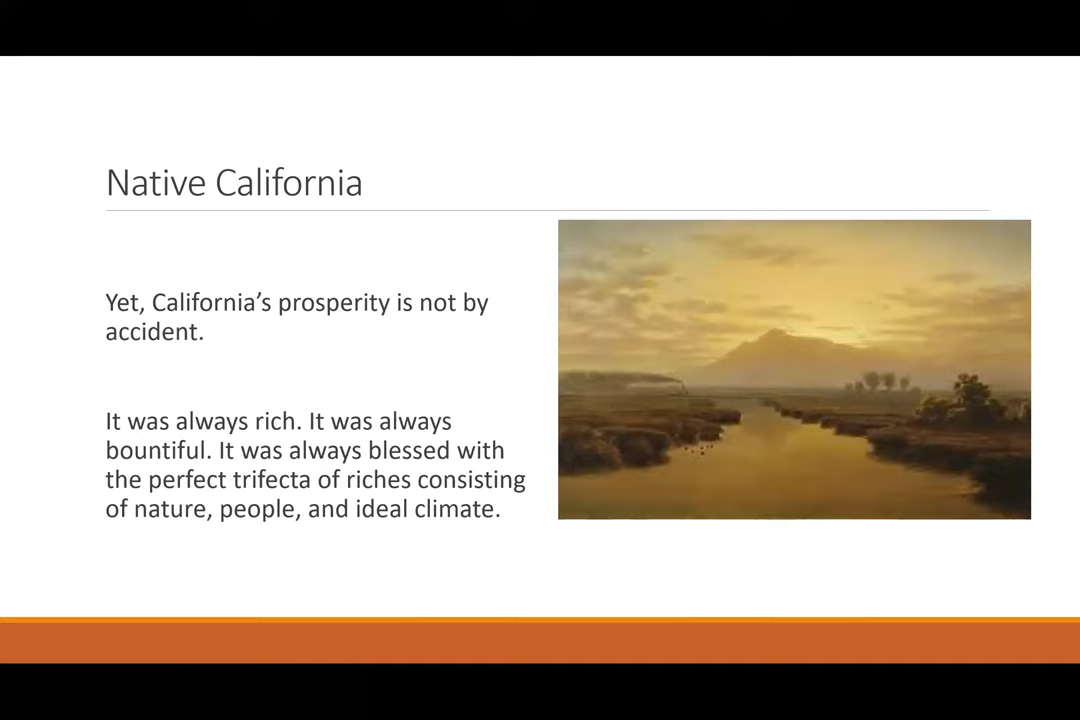 Native California
Yet, California’s prosperity is not by
accident.
It was always rich. It was always
bountiful. It was always blessed with
the perfect trifecta of riches consisting
of nature, people, and ideal climate.